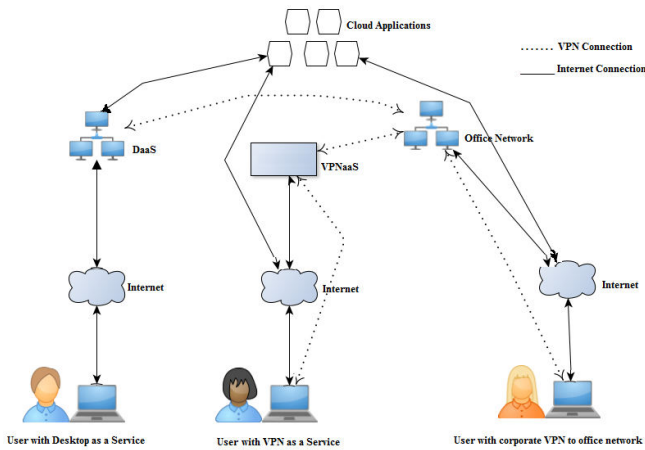 Cloud Applications
VPN Connection
Internet Connection
DaaS
Office Network
VPNaaS
Internet
Internet
Internet
User with Desktop as a Service
User with VPN as a Service
User with corporate VPN to office network